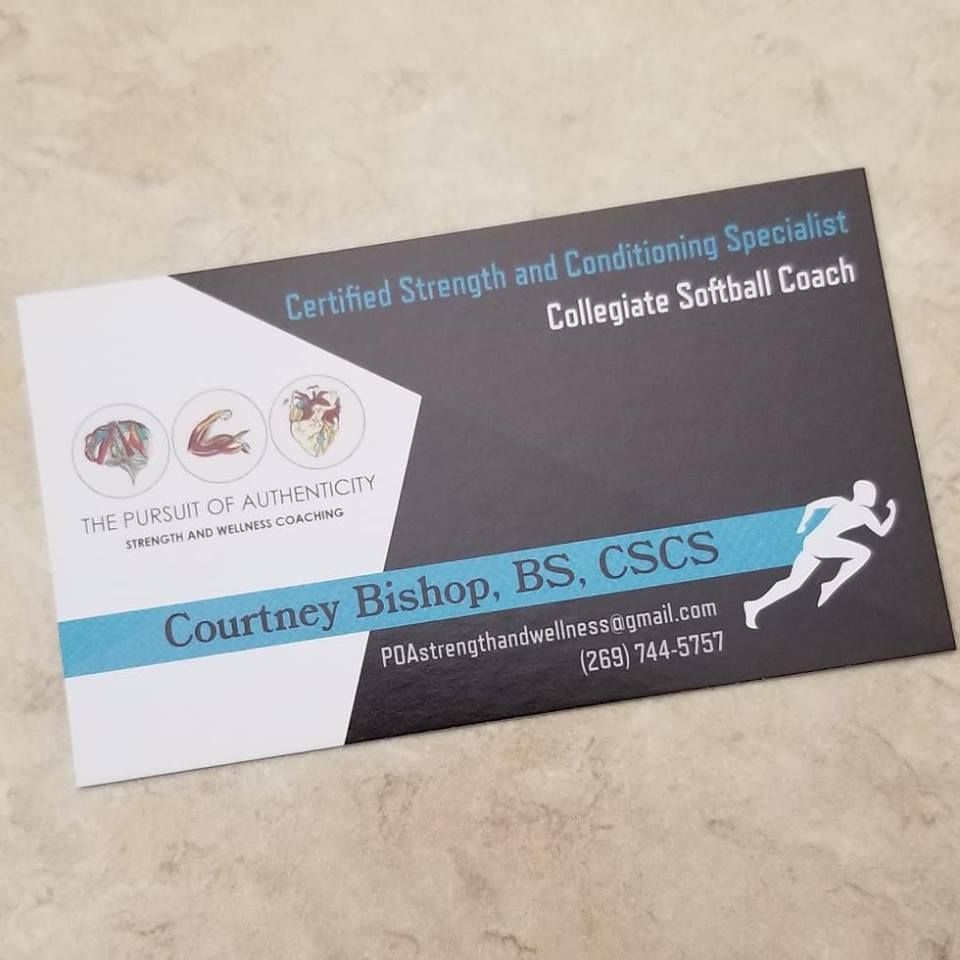 Certified Strength and Conditioning Specialist
Collegiate Softball Coach
THE PURSUIT OF AUTHENTICITY
STRENGTH AND WELLNESS COACHING
Courtney Bishop, BS, CSCS
POAstrengthandwellness@gmail.com
(269) 744-5757